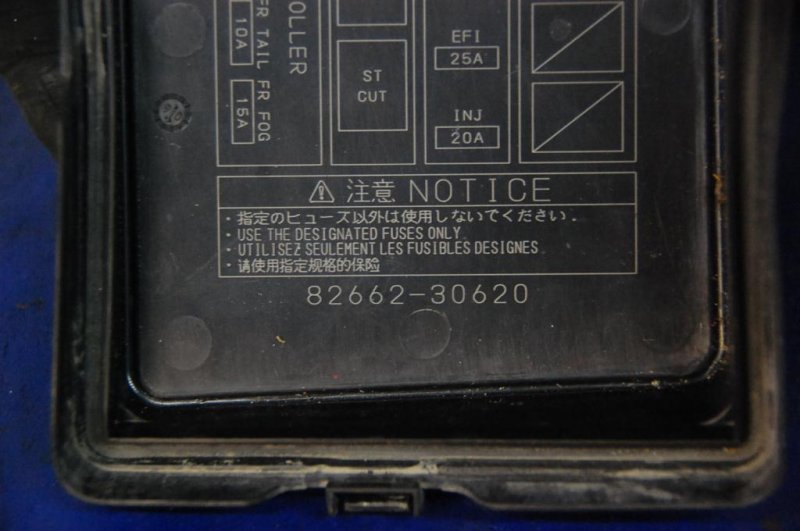 OLLER
FR TAIL
10A
FR FOG
15A
ST
CUT
EFI
25A
INJ
20A
注意 NOTICE
・指定のヒューズ以外は使用しないでください.
・USE THE DESIGNATED FUSES ONLY.
・UTILISEZ SEULEMENT LES FUSIBLES DESIGNES
・请使用指定规格的保险
82662-30620